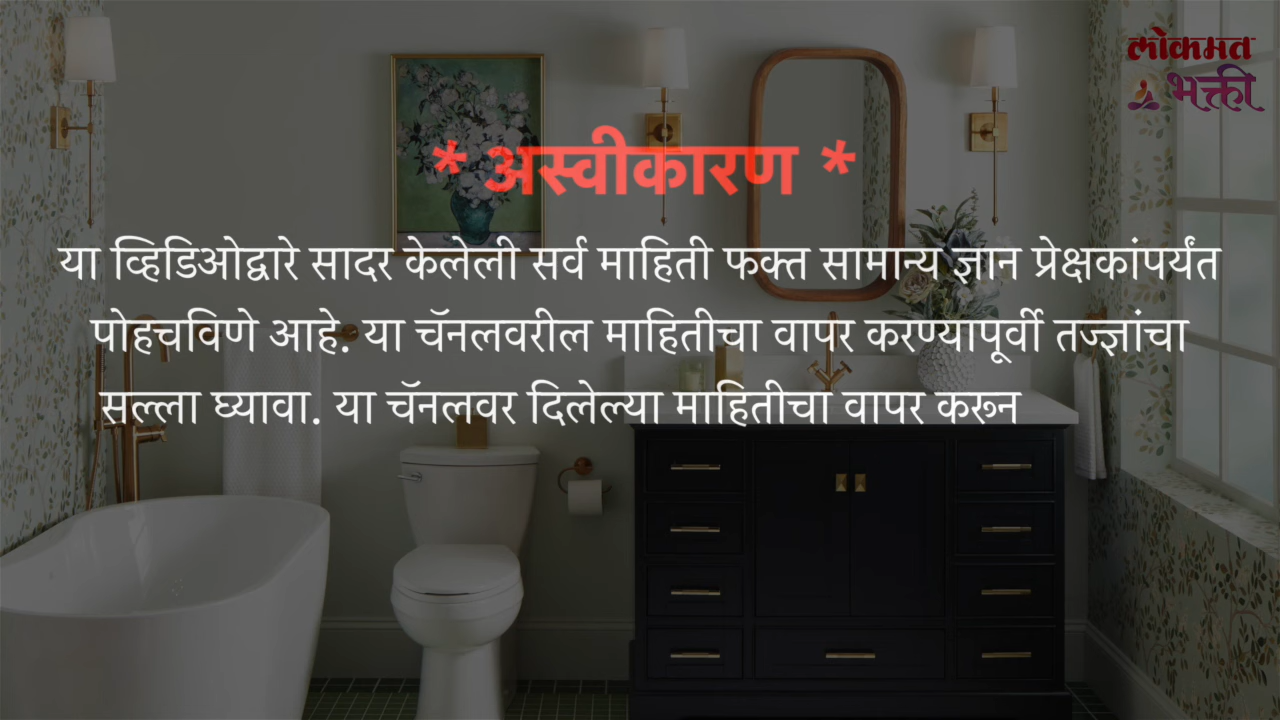 लोकमत
भक्ती
* अस्वीकारण *
या व्हिडिओद्वारे सादर केलेली सर्व माहिती फक्त सामान्य ज्ञान प्रेक्षकांपर्यंत
पोहचविणे आहे. या चॅनलवरील माहितीचा वापर करण्यापूर्वी तज्ज्ञांचा
सल्ला घ्यावा. या चॅनलवर दिलेल्या माहितीचा वापर करून